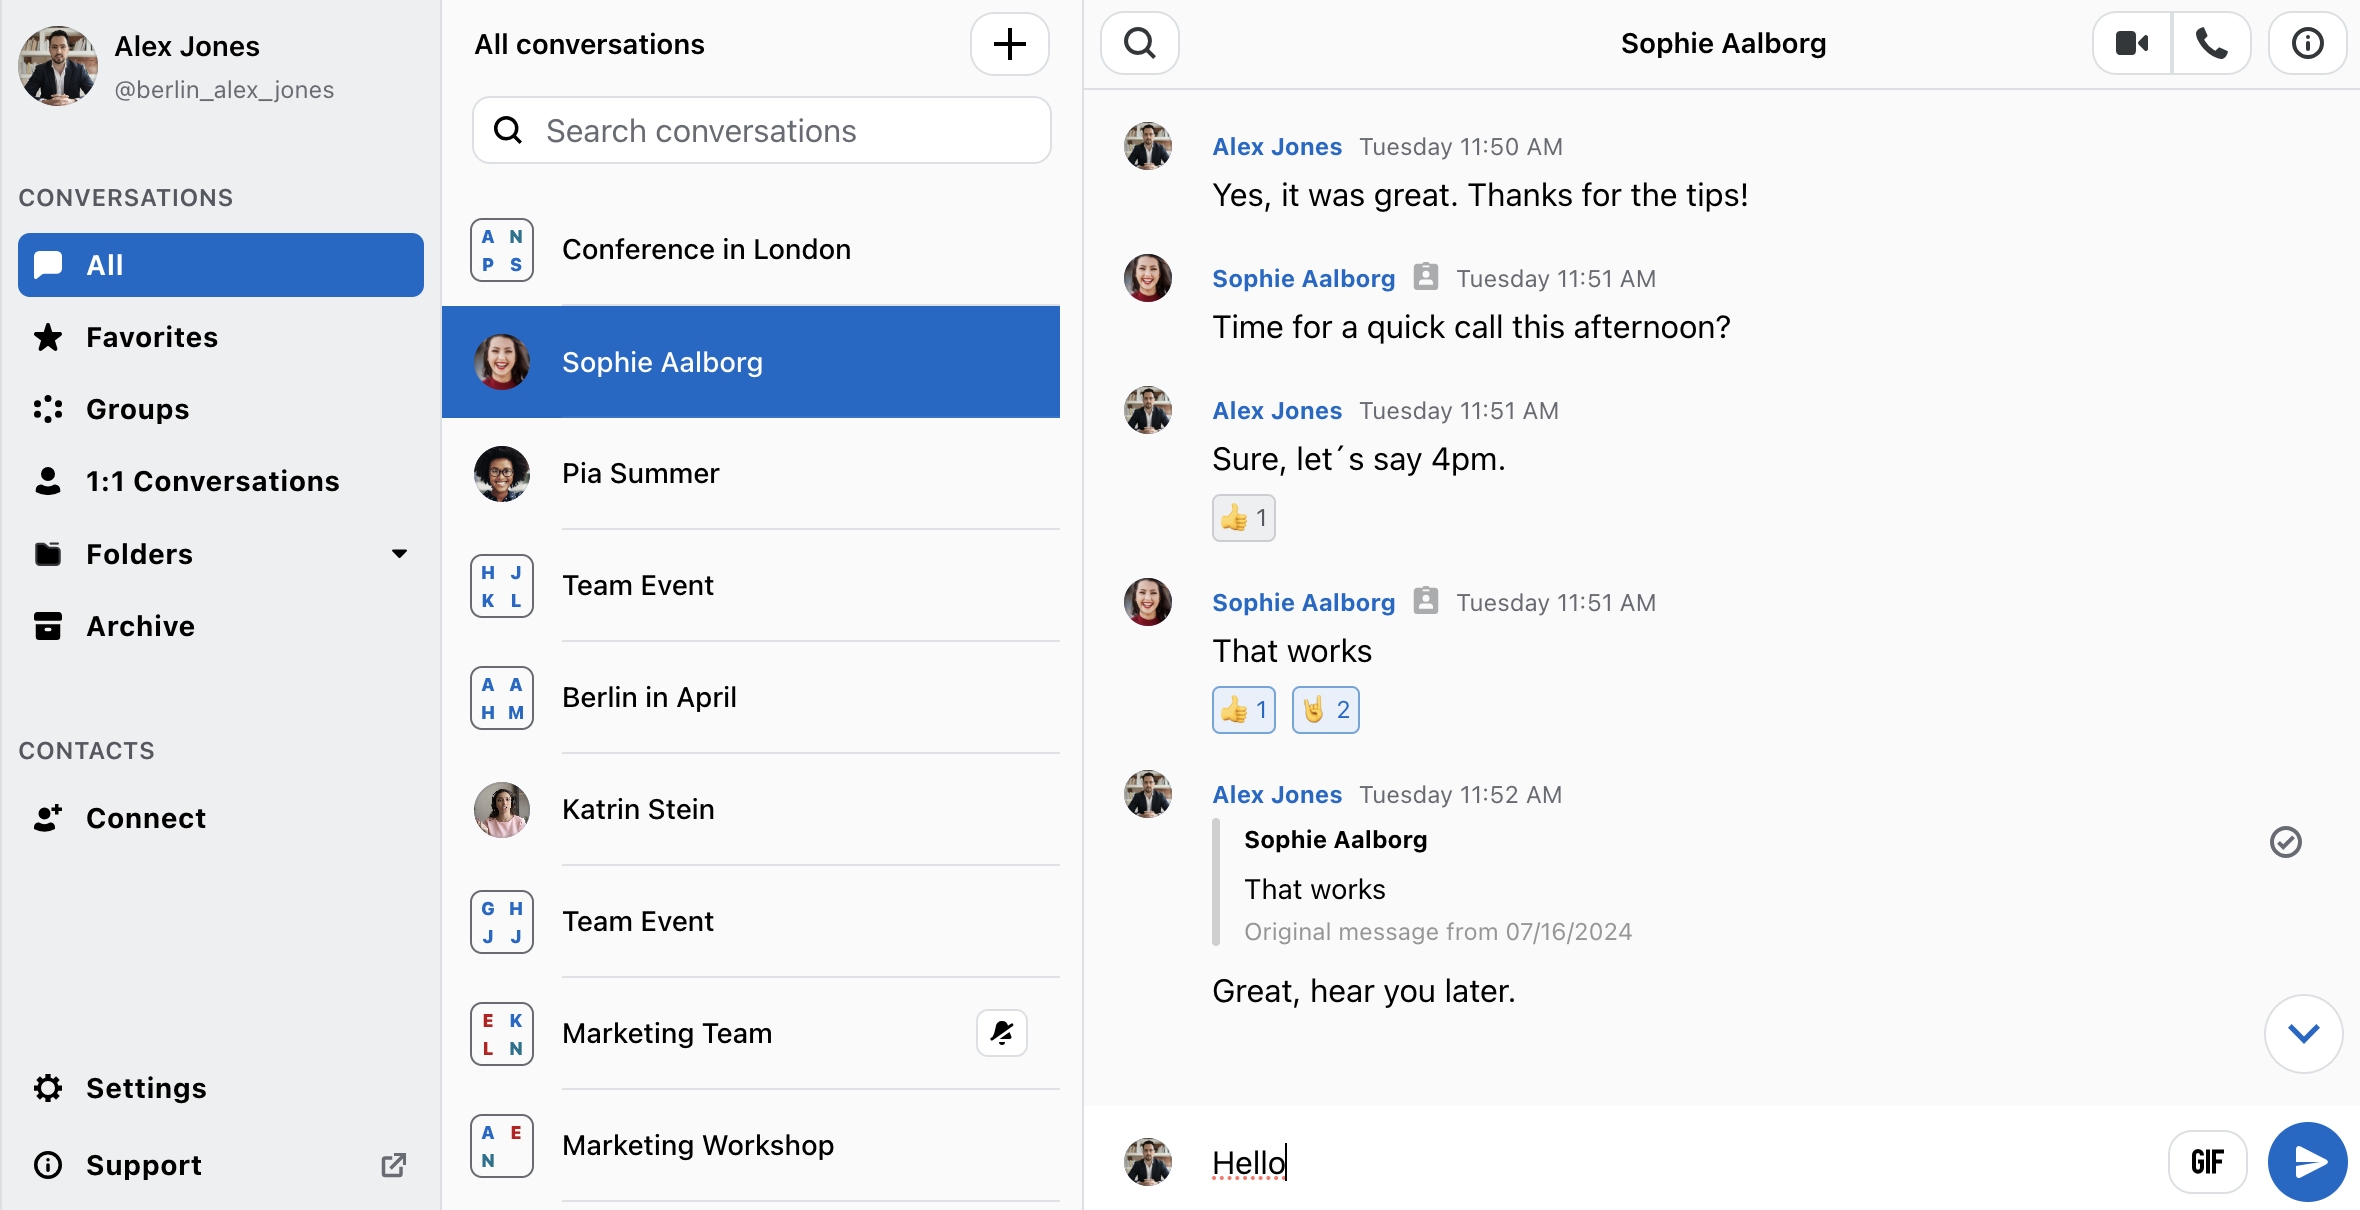 Alex Jones
@berlin_alex_jones
CONVERSATIONS
All
Favorites
Groups
1:1 Conversations
Folders
Archive
CONTACTS
Connect
Settings
Support
All conversations
Search conversations
A N
P S
Conference in London
Sophie Aalborg
Pia Summer
H J
K L
Team Event
A A
H M
Berlin in April
Katrin Stein
G H
J J
Team Event
E K
L N
Marketing Team
A E
N
Marketing Workshop
Sophie Aalborg
Alex Jones Tuesday 11:50 AM
Yes, it was great. Thanks for the tips!
Sophie Aalborg Tuesday 11:51 AM
Time for a quick call this afternoon?
Alex Jones Tuesday 11:51 AM
Sure, let´s say 4pm.
👍 1
Sophie Aalborg Tuesday 11:51 AM
That works
👍 1 🤘 2
Alex Jones Tuesday 11:52 AM
Sophie Aalborg
That works
Original message from 07/16/2024
Great, hear you later.
Hello
GIF